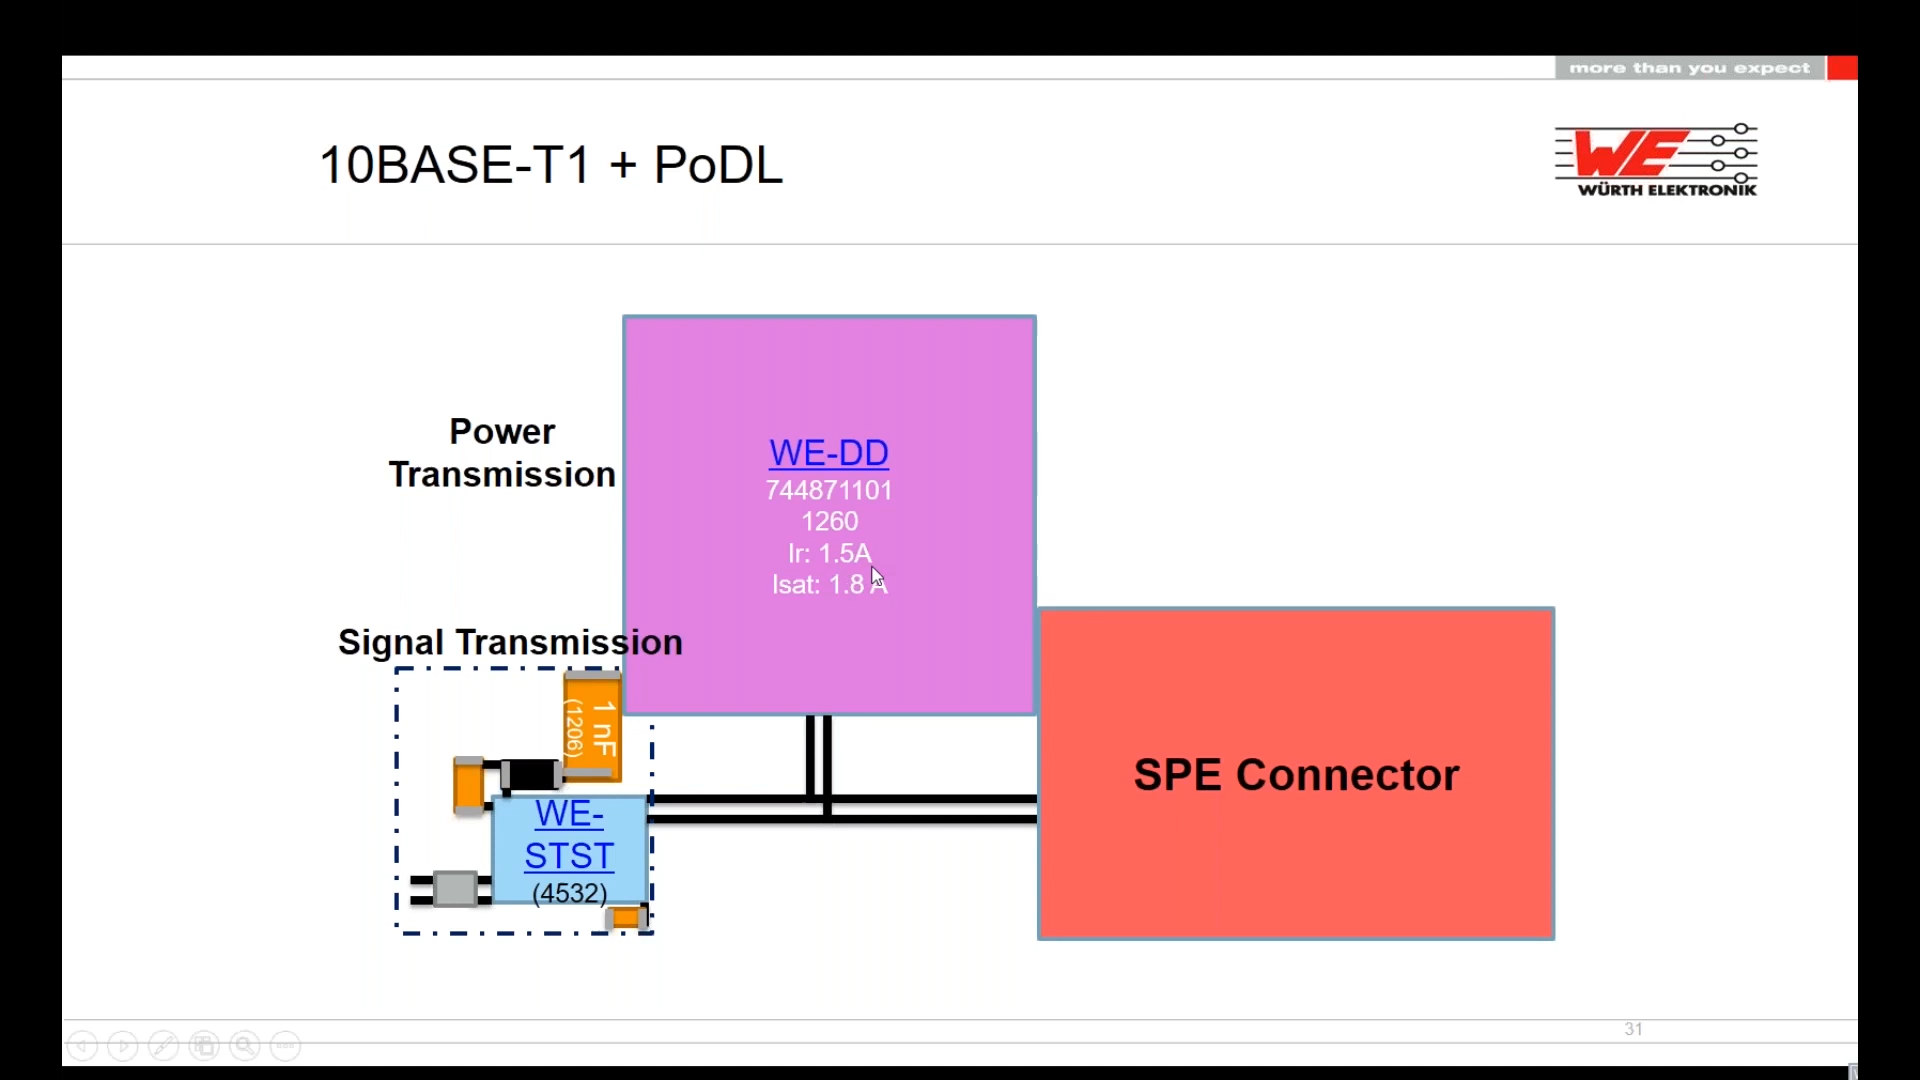 more than you expect
10BASE-T1 + PoDL
WE
WÜRTH ELEKTRONIK
Power
Transmission
WE-DD
744871101
1260
Ir: 1.5A
Isat: 1.8 A
Signal Transmission
1 nF
(1206)
WE-
STST
(4532)
SPE Connector
31